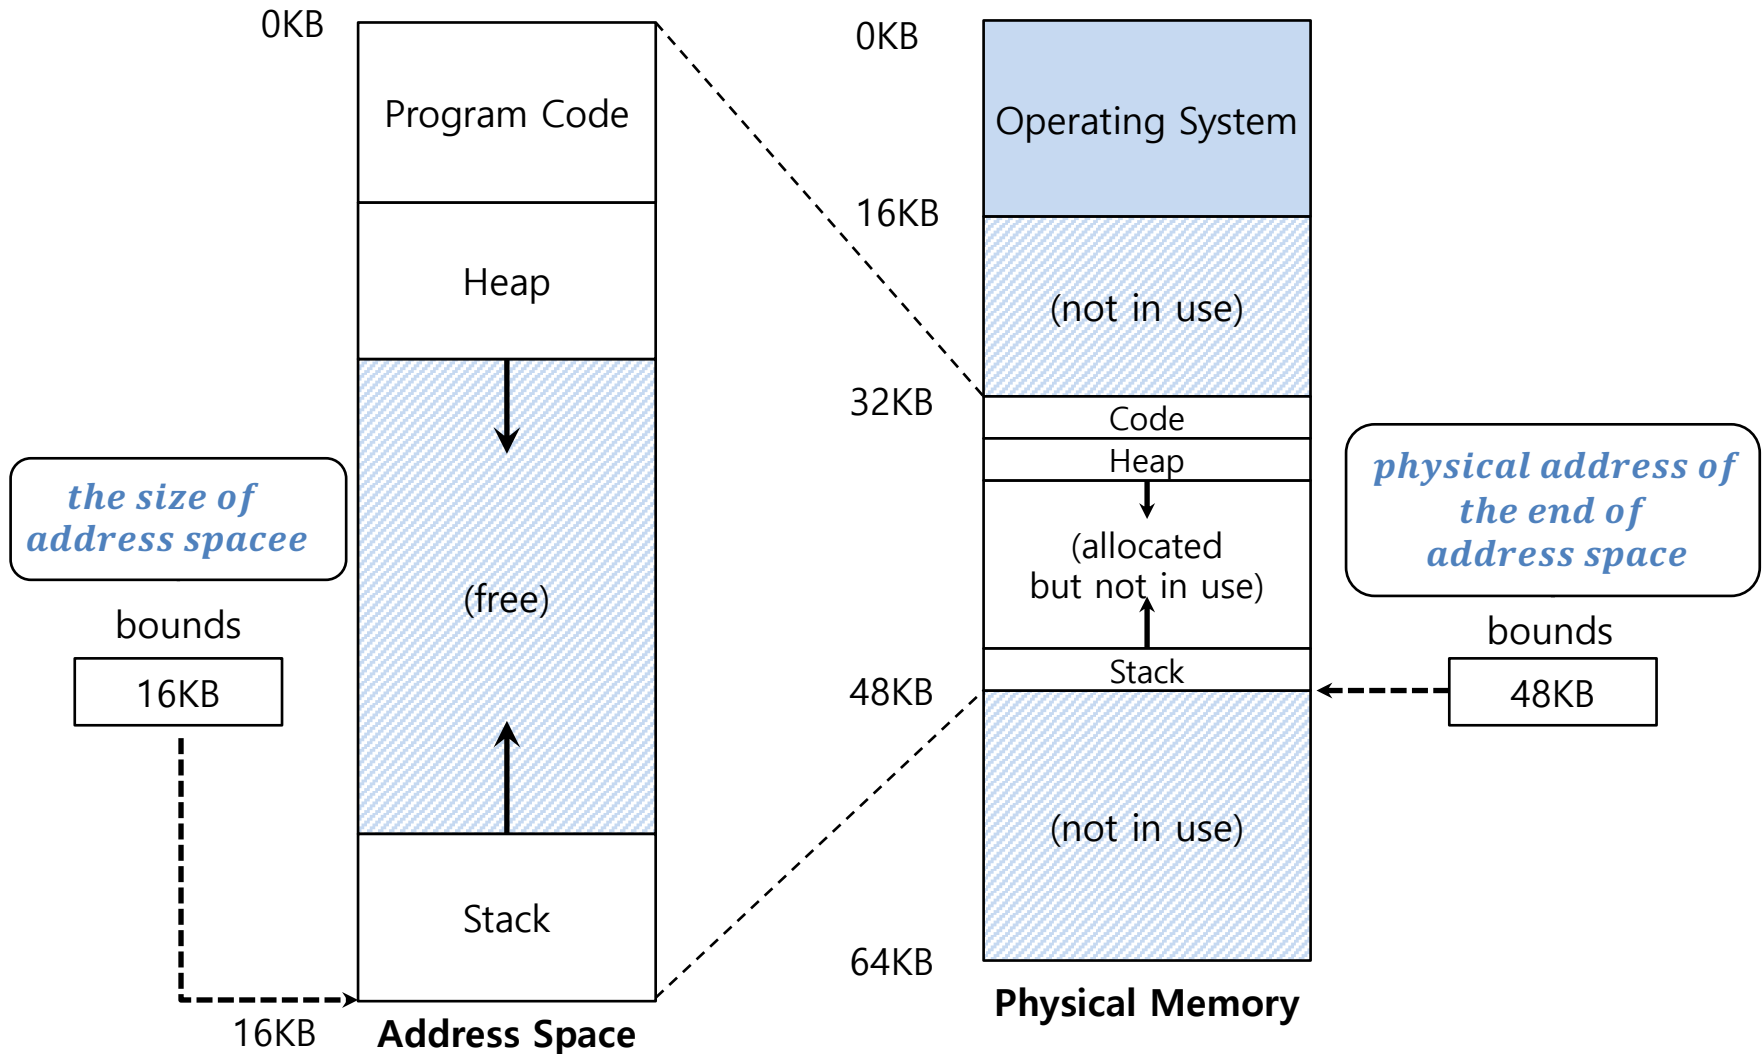 0KB
Program Code
Heap
(free)
Stack
the size of
address spacee
bounds
16KB
16KB
Address Space
0KB
Operating System
16KB
(not in use)
32KB
Code
Heap
(allocated
but not in use)
Stack
48KB
(not in use)
64KB
Physical Memory
physical address of
the end of
address space
bounds
48KB